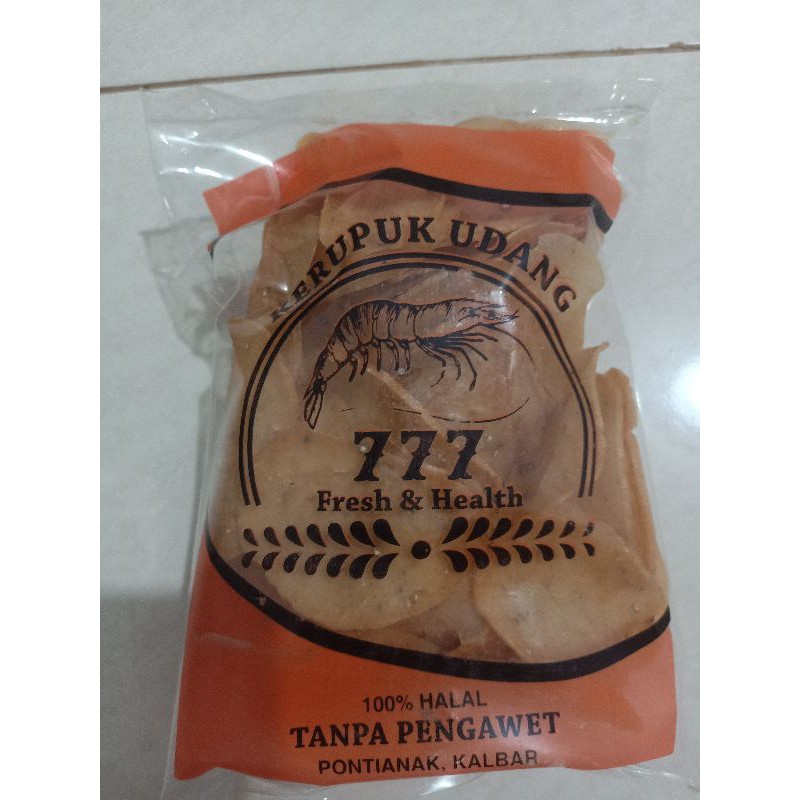 KERUPUK UDANG
777
Fresh & Health
100% HALAL
TANPA PENGAWET
PONTIANAK, KALBAR